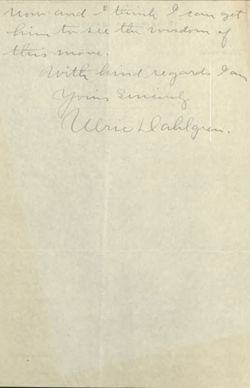 now and I think I can get
him to see the wisdom of
this move.
With kind regards I am
Yours Sincerely
Ulric Dahlgren.